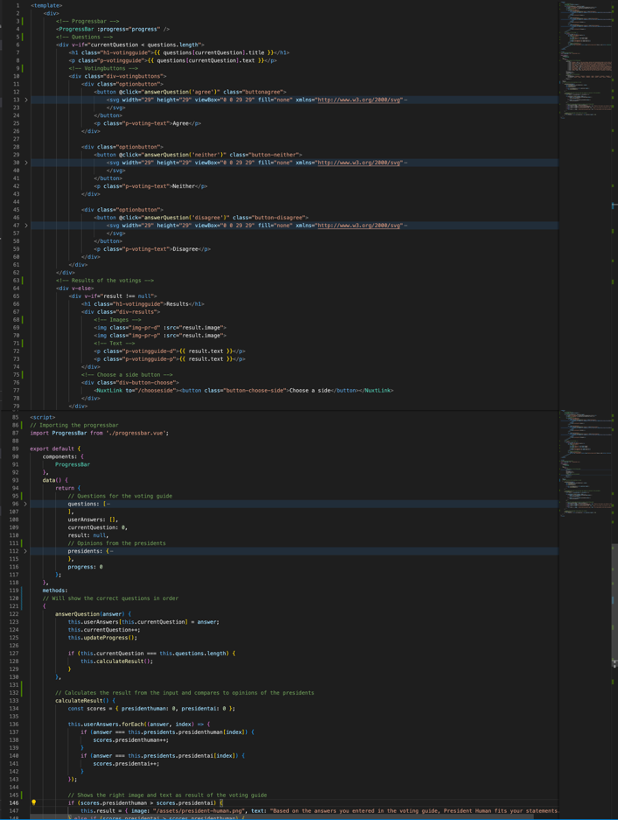 1 <template>
2 <div>
3 <!-- Progressbar -->
4 <ProgressBar :progress="progress" />
5 <!-- Questions -->
6 <div v-if="currentQuestion < questions.length">
7 <h1 class="h1-votingguide">{{ questions[currentQuestion].title }}</h1>
8 <p class="p-votingguide">{{ questions[currentQuestion].text }}</p>
9 <!-- Votingbuttons -->
10 <div class="div-votingbuttons">
11 <div class="optionbutton">
12 <button @click="answerQuestion('agree')" class="buttonagree">
13 <svg width="29" height="29" viewBox="0 0 29 29" fill="none" xmlns="http://www.w3.org/2000/svg"
23 </svg>
24 </button>
25 <p class="p-voting-text">Agree</p>
26 </div>
27
28 <div class="optionbutton">
29 <button @click="answerQuestion('neither')" class="button-neither">
30 <svg width="29" height="29" viewBox="0 0 29 29" fill="none" xmlns="http://www.w3.org/2000/svg"
40 </svg>
41 </button>
42 <p class="p-voting-text">Neither</p>
43 </div>
44
45 <div class="optionbutton">
46 <button @click="answerQuestion('disagree')" class="button-disagree">
47 <svg width="29" height="29" viewBox="0 0 29 29" fill="none" xmlns="http://www.w3.org/2000/svg"
57 </svg>
58 </button>
59 <p class="p-voting-text">Disagree</p>
60 </div>
61 </div>
62 </div>
63 <!-- Results of the votings -->
64 <div v-else>
65 <div v-if="result !== null">
66 <h1 class="h1-votingguide">Results</h1>
67 <div class="div-results">
68 <!-- Images -->
69 <img class="img-pr-d" :src="result.image">
70 <img class="img-pr-p" :src="result.image">
71 <!-- Text -->
72 <p class="p-votingguide-d">{{ result.text }}</p>
73 <p class="p-votingguide-p">{{ result.text }}</p>
74 </div>
75 <!-- Choose a side button -->
76 <div class="div-button-choose">
77 <NuxtLink to="/chooseside"><button class="button-choose-side">Choose a side</button></NuxtLink>
78 </div>
79 </div>
85 <script>
86 // Importing the progressbar
87 import ProgressBar from './progressbar.vue';
88
89 export default {
90 components: {
91 ProgressBar
92 },
93 data() {
94 return {
95 // Questions for the voting guide
96 questions: [
107 ],
108 userAnswers: [],
109 currentQuestion: 0,
110 result: null,
111 // Opinions from the presidents
112 presidents: {
115 },
116 progress: 0
117 };
118 },
119 methods:
120 // Will show the correct questions in order
121 {
122 answerQuestion(answer) {
123 this.userAnswers[this.currentQuestion] = answer;
124 this.currentQuestion++;
125 this.updateProgress();
126
127 if (this.currentQuestion === this.questions.length) {
128 this.calculateResult();
129 }
130 },
131
132 // Calculates the result from the input and compares to opinions of the presidents
133 calculateResult() {
134 const scores = { presidenthuman: 0, presidentai: 0 };
135
136 this.userAnswers.forEach((answer, index) => {
137 if (answer === this.presidents.presidenthuman[index]) {
138 scores.presidenthuman++;
139 }
140 if (answer === this.presidents.presidentai[index]) {
141 scores.presidentai++;
142 }
143 });
144
145 // Shows the right image and text as result of the voting guide
146 if (scores.presidenthuman > scores.presidentai) {
147 this.result = { image: "/assets/president-human.png", text: "Based on the answers you entered in the voting guide, President Human fits your statements
148 } else if (scores.presidentai > scores.presidenthuman) {